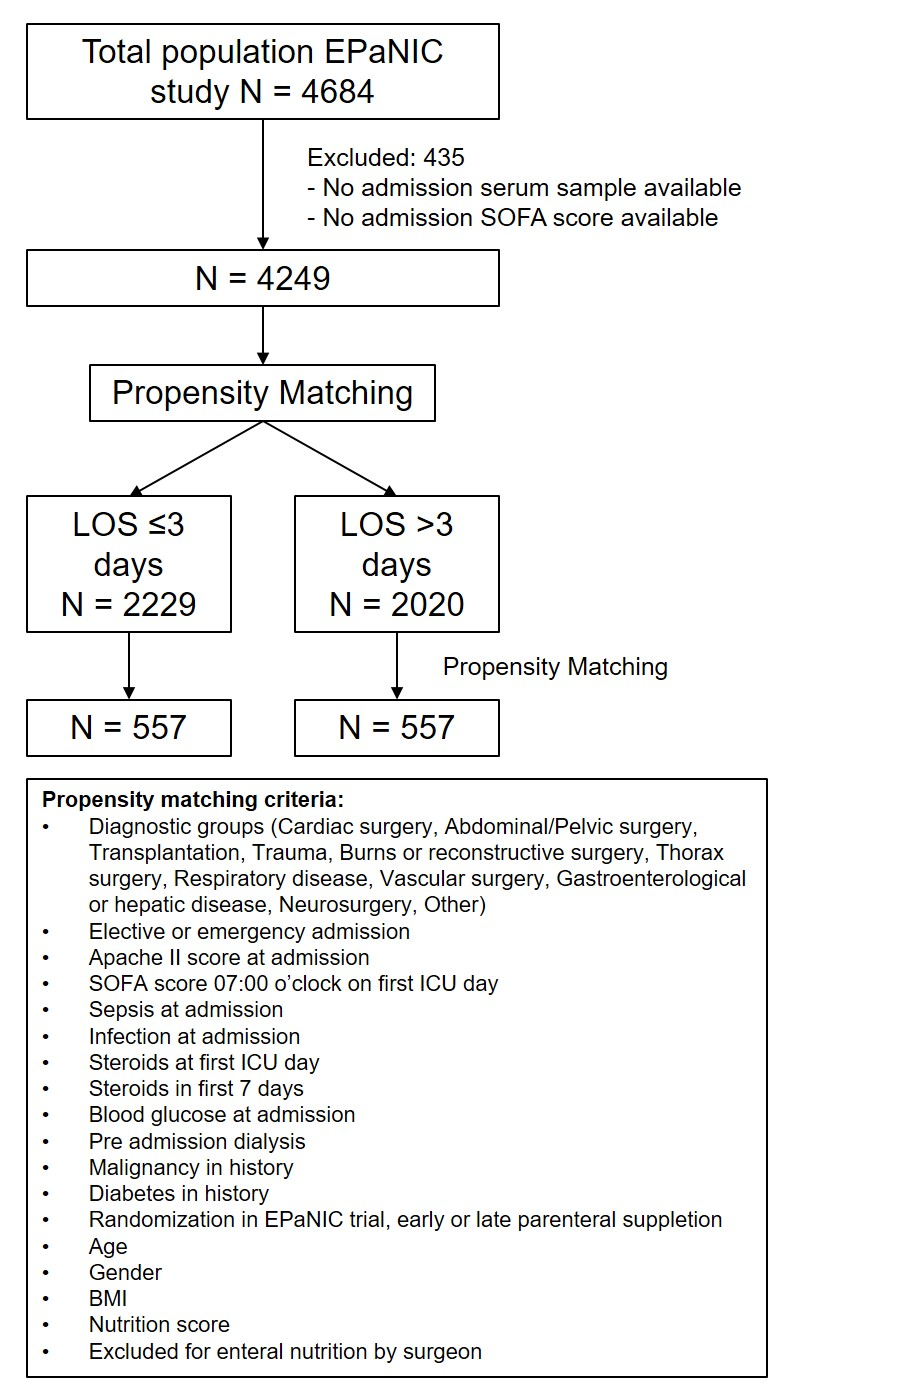 Total population EPaNIC
study N = 4684
Excluded: 435
- No admission serum sample available
- No admission SOFA score available
N = 4249
Propensity Matching
LOS ≤3
days
N = 2229
LOS >3
days
N = 2020
Propensity Matching
N = 557
N = 557
Propensity matching criteria:
• Diagnostic groups (Cardiac surgery, Abdominal/Pelvic surgery,
Transplantation, Trauma, Burns or reconstructive surgery, Thorax
surgery, Respiratory disease, Vascular surgery, Gastroenterological
or hepatic disease, Neurosurgery, Other)
• Elective or emergency admission
• Apache II score at admission
• SOFA score 07:00 o’clock on first ICU day
• Sepsis at admission
• Infection at admission
• Steroids at first ICU day
• Steroids in first 7 days
• Blood glucose at admission
• Pre admission dialysis
• Malignancy in history
• Diabetes in history
• Randomization in EPaNIC trial, early or late parenteral suppletion
• Age
• Gender
• BMI
• Nutrition score
• Excluded for enteral nutrition by surgeon